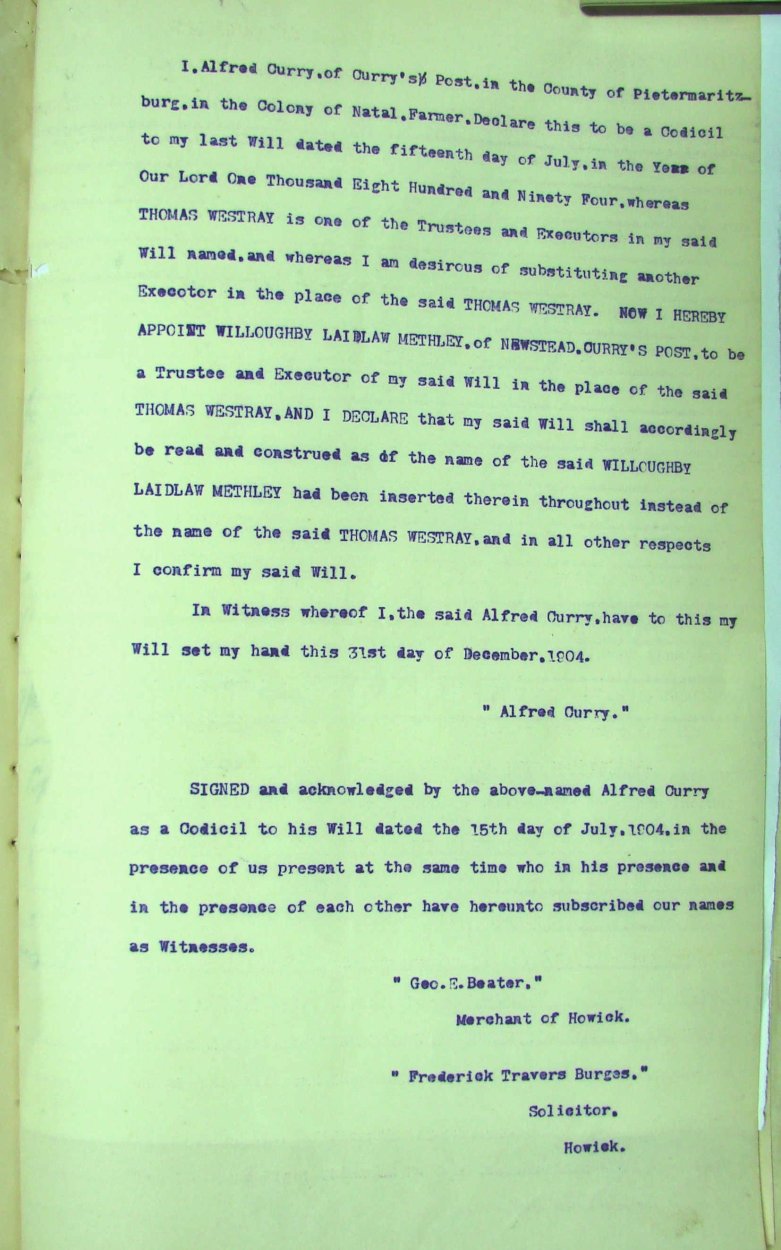 I,Alfred Curry,of Curry's Post,in the County of Pietermaritz-
burg,in the Colony of Natal,Farmer,Declare this to be a Codicil
to my last Will dated the fifteenth day of July,in the Year of
Our Lord One Thousand Eight Hundred and Ninety Four,whereas
THOMAS WESTRAY is one of the Trustees and Executors in my said
Will named,and whereas I am desirous of substituting another
Exocotor in the place of the said THOMAS WESTRAY. NOW I HEREBY
APPOINT WILLOUGHBY LAIDLAW METHLEY,of NEWSTEAD,CURRY'S POST,to be
a Trustee and Executor of my said Will in the place of the said
THOMAS WESTRAY,AND I DECLARE that my said Will shall accordingly
be read and construed as if the name of the said WILLOUGHBY
LAIDLAW METHLEY had been inserted therein throughout instead of
the name of the said THOMAS WESTRAY,and in all other respects
I confirm my said Will.
In Witness whereof I,the said Alfred Curry,have to this my
Will set my hand this 31st day of December,1904.
" Alfred Curry."
SIGNED and acknowledged by the above-named Alfred Curry
as a Codicil to his Will dated the 15th day of July,1904,in the
presence of us present at the same time who in his presence and
in the presence of each other have hereunto subscribed our names
as Witnesses.
" Geo.E.Beater,"
Merchant of Howick.
" Frederick Travers Burges."
Solicitor,
Howick.